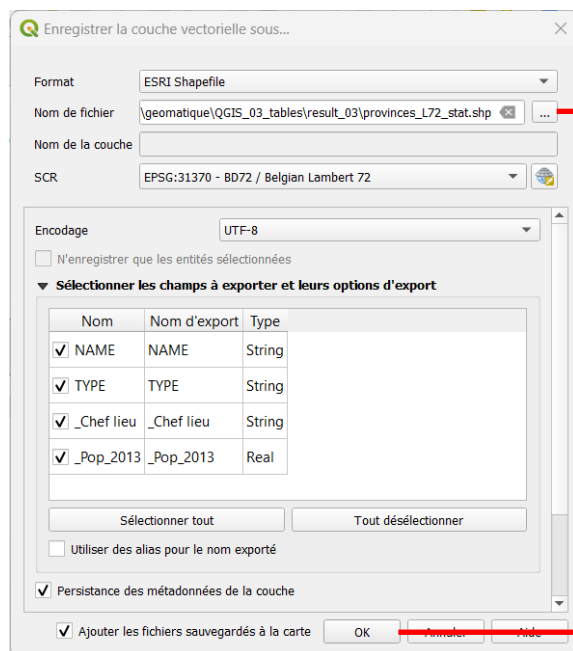 Enregistrer la couche vectorielle sous...
Format ESRI Shapefile
Nom de fichier \geomatique\QGIS_03_tables\result_03\provinces_L72_stat.shp ...
Nom de la couche
SCR EPSG:31370 - BD72 / Belgian Lambert 72
Encodage UTF-8
N'enregistrer que les entités sélectionnées
Sélectionner les champs à exporter et leurs options d'export
Nom Nom d'export Type
NAME NAME String
TYPE TYPE String
_Chef lieu _Chef lieu String
_Pop_2013 _Pop_2013 Real
Sélectionner tout Tout désélectionner
Utiliser des alias pour le nom exporté
Persistance des métadonnées de la couche
Ajouter les fichiers sauvegardés à la carte OK Annuler Aide